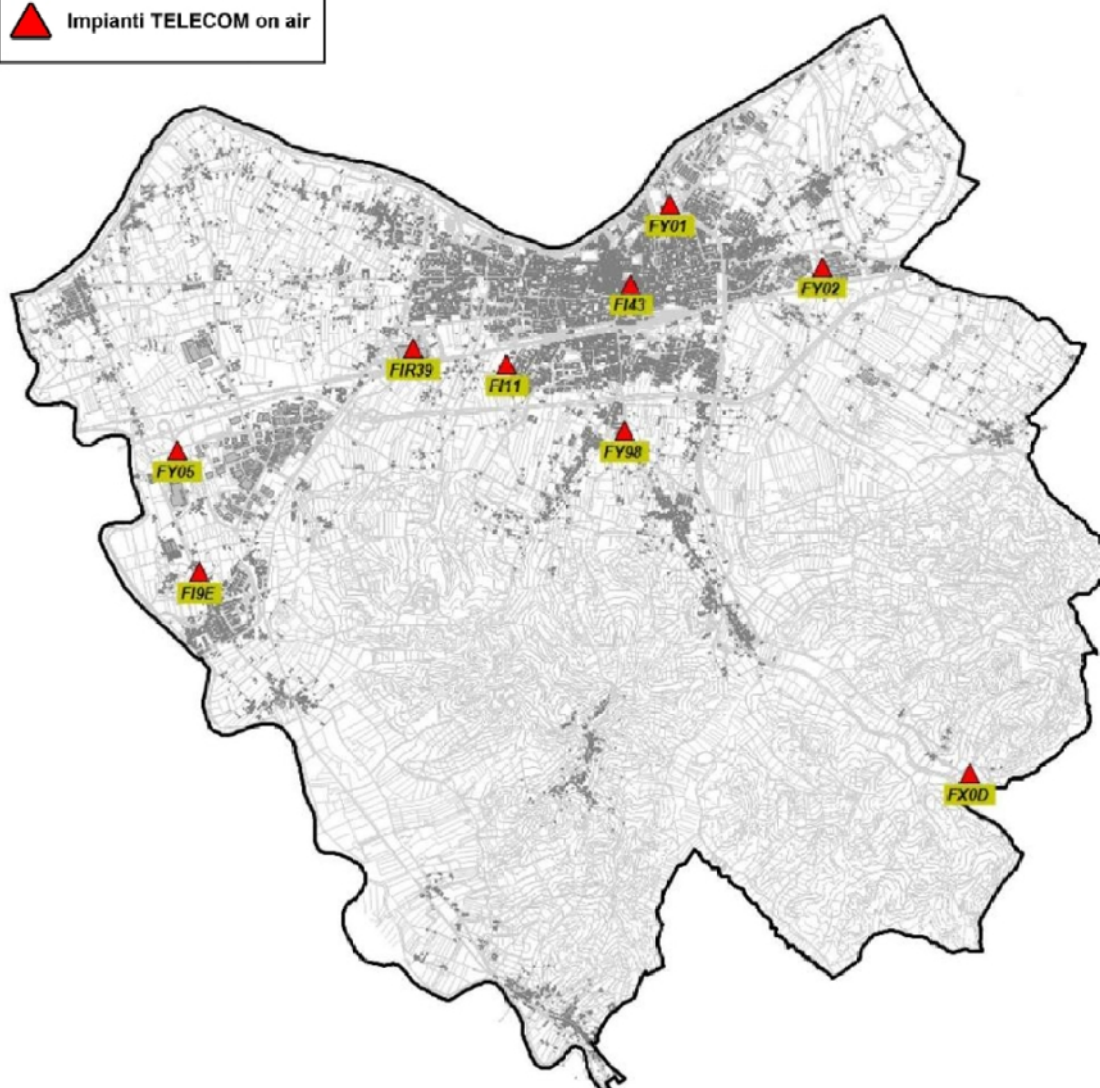 Impianti TELECOM on air
FY01
FY02
FI43
FIR39
FI11
FY98
FY05
FI9E
FX0D